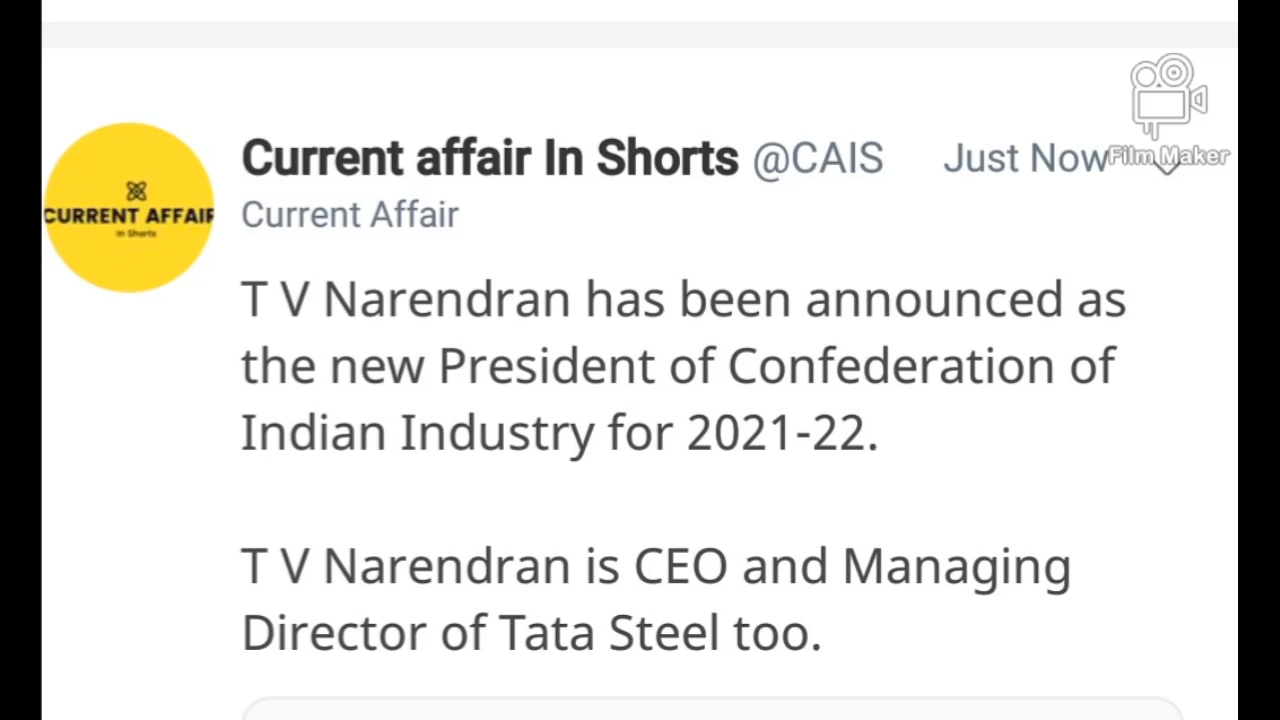 Film Maker
Current affair In Shorts @CAIS Just Now
Current Affair
CURRENT AFFAIR
In Shorts
T V Narendran has been announced as
the new President of Confederation of
Indian Industry for 2021-22.
T V Narendran is CEO and Managing
Director of Tata Steel too.